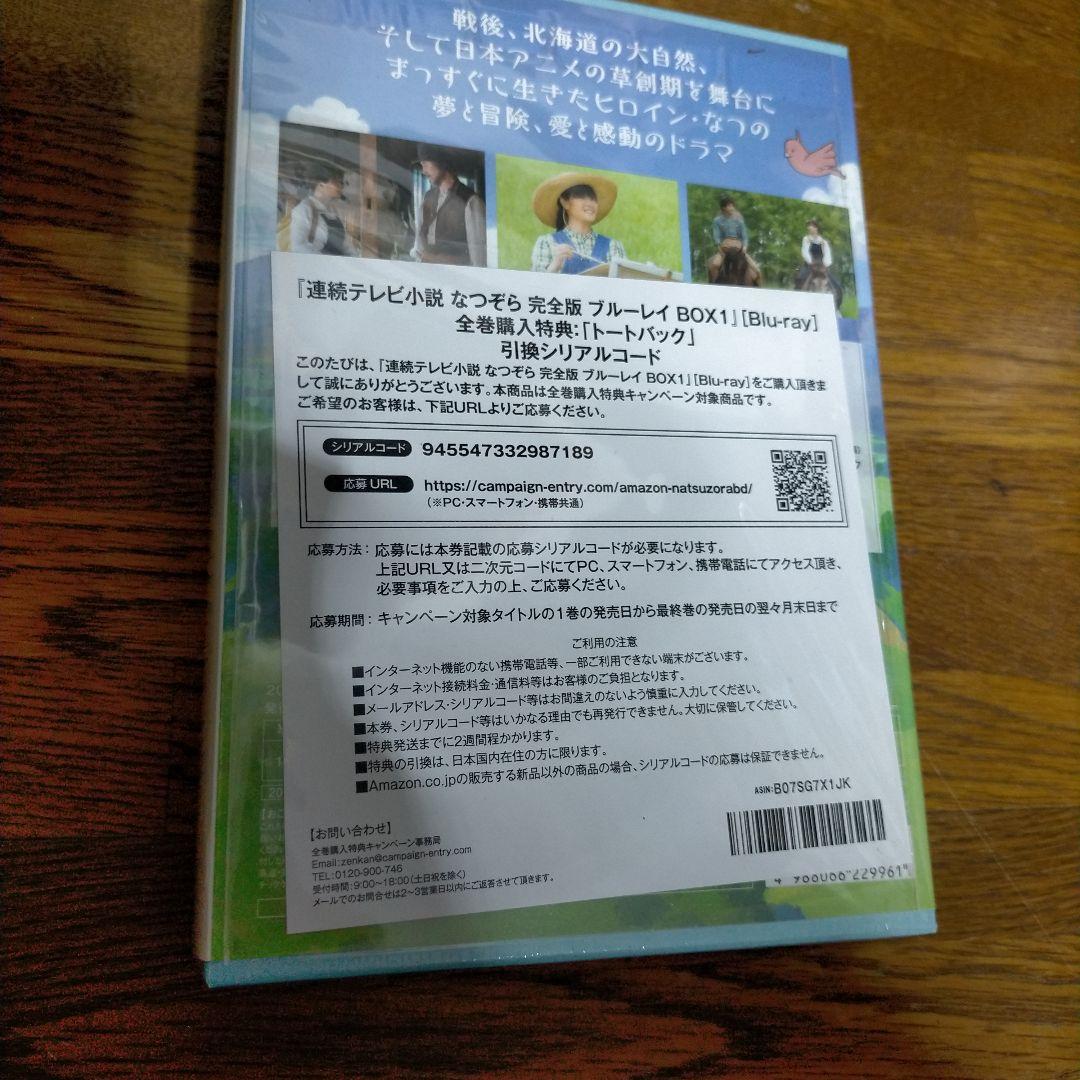 戦後、北海道の大自然、
そして日本アニメの草創期を舞台に
まっすぐに生きたヒロイン・なつの
夢と冒険、愛と感動のドラマ
『連続テレビ小説 なつぞら 完全版 ブルーレイ BOX1』[Blu-ray]
全巻購入特典:「トートバック」
引換シリアルコード
このたびは、『連続テレビ小説 なつぞら 完全版 ブルーレイ BOX1』[Blu-ray]をご購入頂きま
して誠にありがとうございます。本商品は全巻購入特典キャンペーン対象商品です。
ご希望のお客様は、下記URLよりご応募ください。
シリアルコード 945547332987189
応募 URL https://campaign-entry.com/amazon-natsuzorabd/
(※PC・スマートフォン・携帯共通)
応募方法: 応募には本券記載の応募シリアルコードが必要になります。
上記URL又は二次元コードにてPC、スマートフォン、携帯電話にてアクセス頂き、
必要事項をご入力の上、ご応募ください。
応募期間: キャンペーン対象タイトルの1巻の発売日から最終巻の発売日の翌々月末日まで
ご利用の注意
■インターネット機能のない携帯電話等、一部ご利用できない端末がございます。
■インターネット接続料金・通信料等はお客様のご負担となります。
■メールアドレス・シリアルコード等はお間違えのないよう慎重に入力してください。
■本券、シリアルコード等はいかなる理由でも再発行できません。大切に保管してください。
■特典発送までに2週間程かかります。
■特典の引換は、日本国内在住の方に限ります。
■Amazon.co.jpの販売する新品以外の商品の場合、シリアルコードの応募は保証できません。
ASIN:B07SG7X1JK
【お問い合わせ】
全巻購入特典キャンペーン事務局
Email:zenkan@campaign-entry.com
TEL:0120-900-746
受付時間:9:00~18:00(土日祝を除く)
メールでのお問合せは2~3営業日以内にご返答させて頂きます。
4 988066 229961